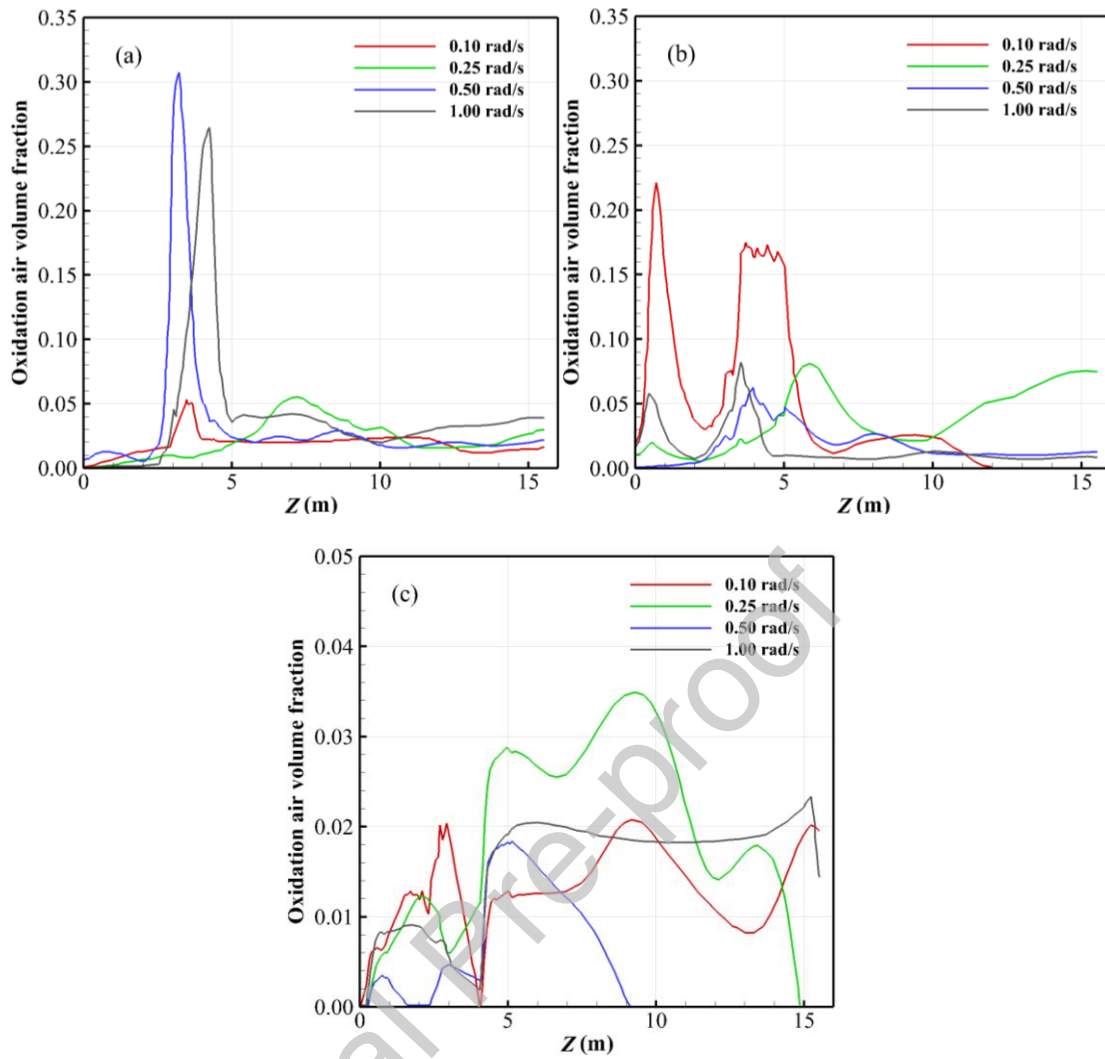 0.35
0.30
0.25
0.20
0.15
0.10
0.05
0.00
Oxidation air volume fraction
(a)
0.10 rad/s
0.25 rad/s
0.50 rad/s
1.00 rad/s
0
5
10
15
Z (m)
0.35
0.30
0.25
0.20
0.15
0.10
0.05
0.00
Oxidation air volume fraction
(b)
0.10 rad/s
0.25 rad/s
0.50 rad/s
1.00 rad/s
0
5
10
15
Z (m)
0.05
0.04
0.03
0.02
0.01
0.00
Oxidation air volume fraction
(c)
0.10 rad/s
0.25 rad/s
0.50 rad/s
1.00 rad/s
0
5
10
15
Z (m)
al Pre-proof